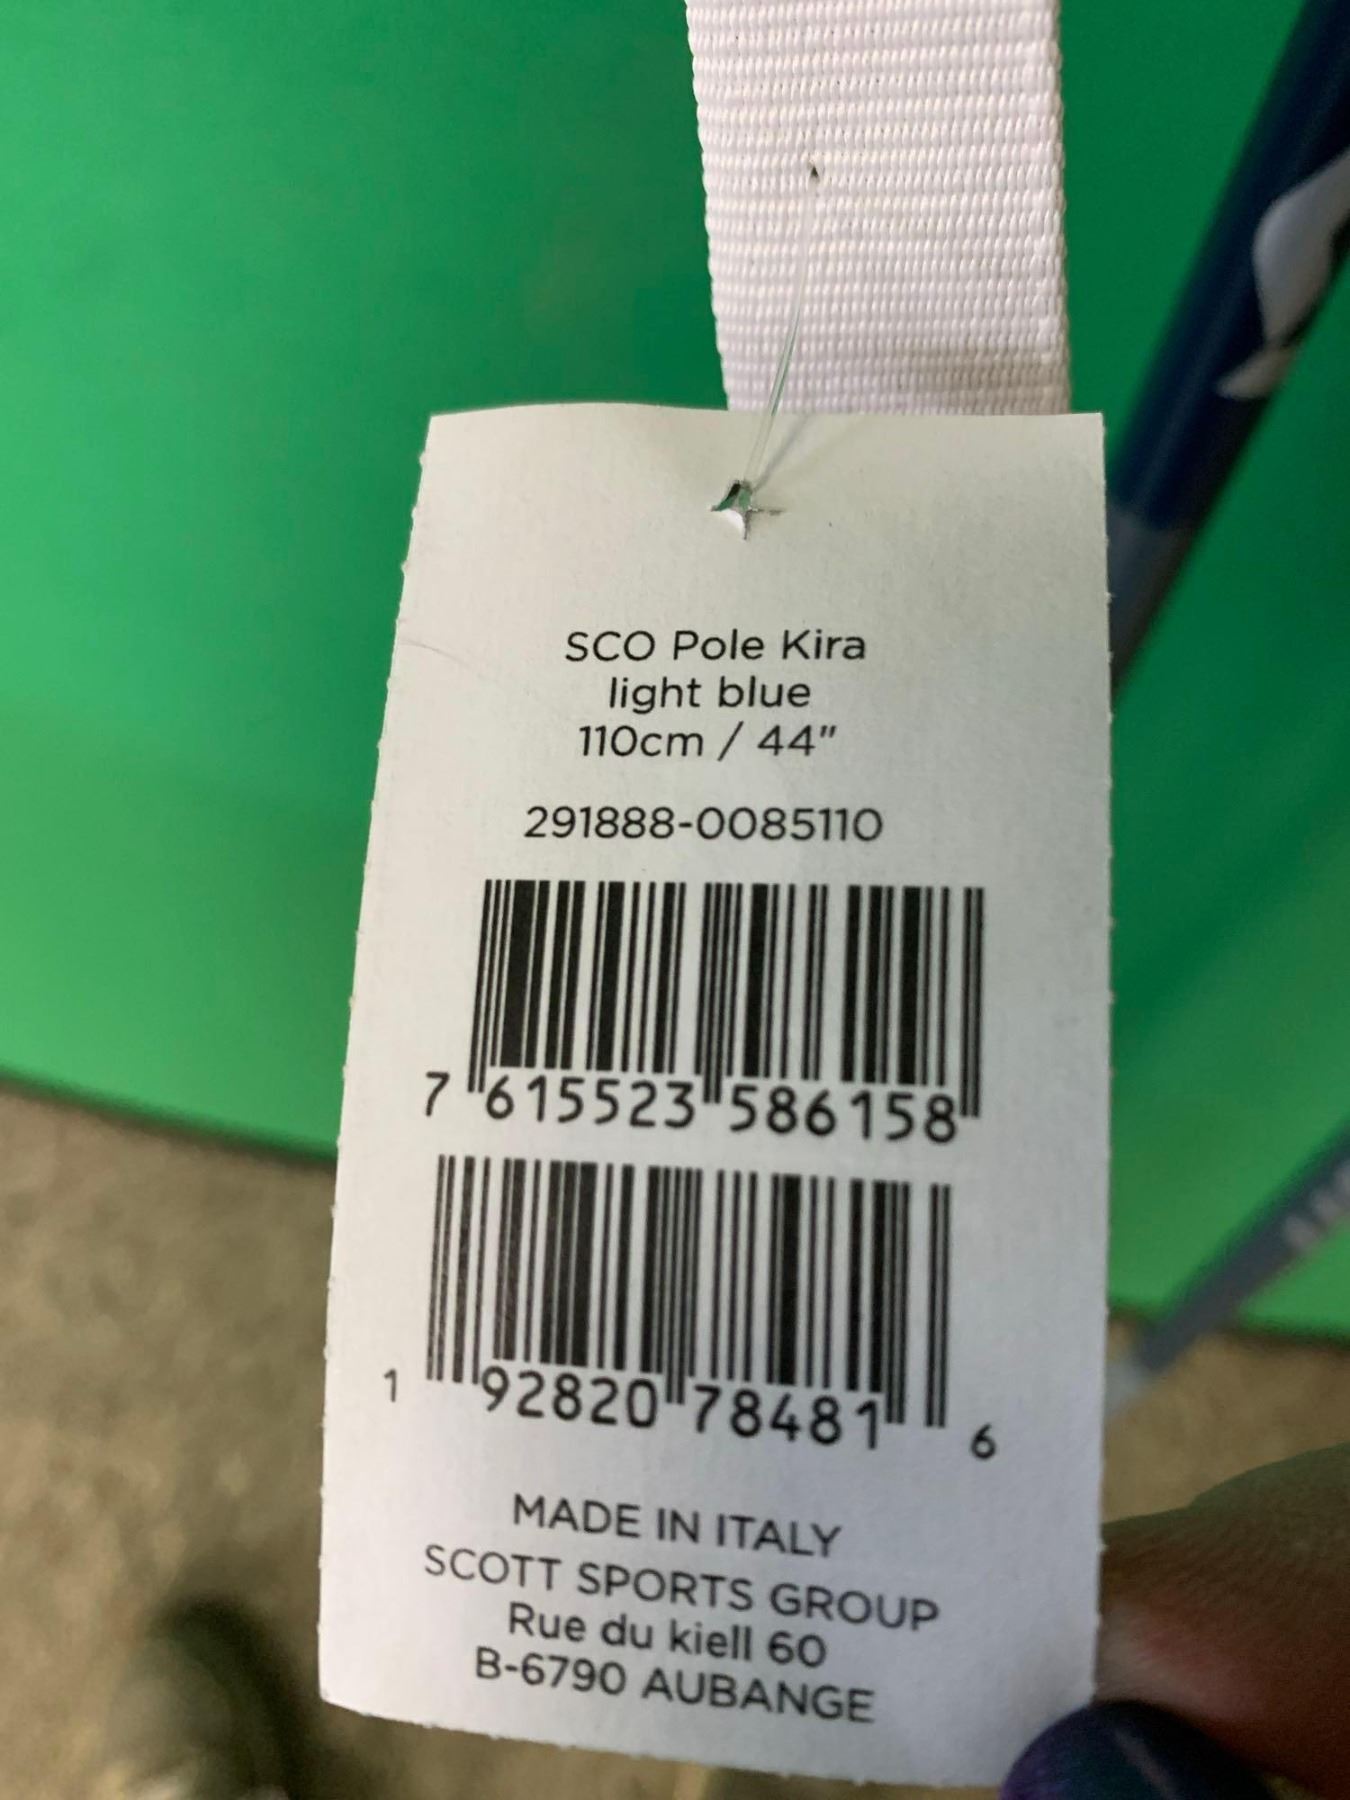 SCO Pole Kira
light blue
110cm / 44"
291888-0085110
7 615523 586158
1 92820 78481 6
MADE IN ITALY
SCOTT SPORTS GROUP
Rue du kiell 60
B-6790 AUBANGE